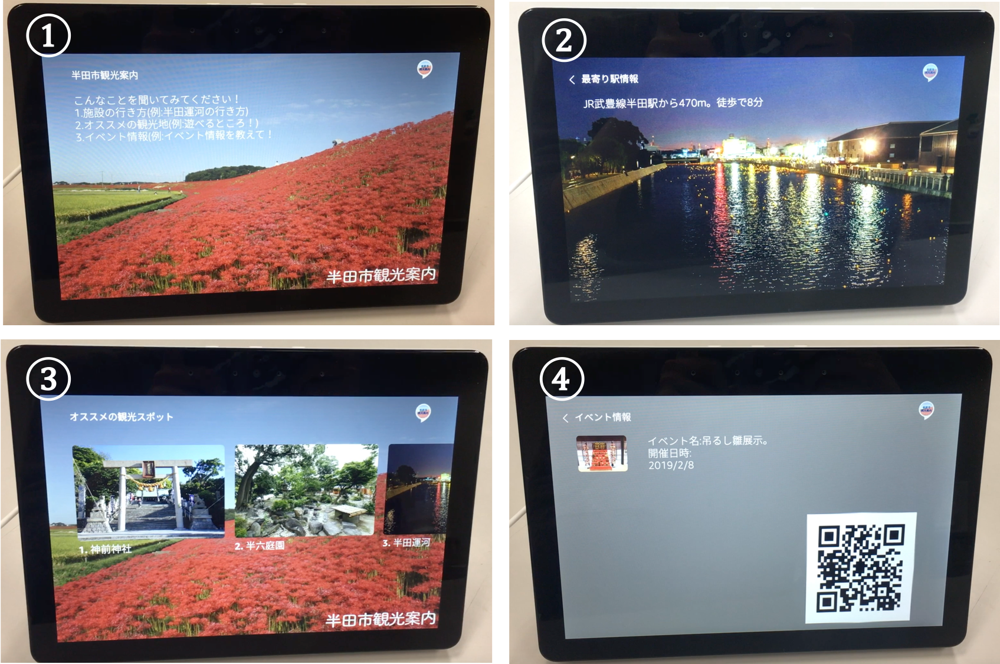 ①
半田市観光案内
こんなことを聞いてみてください！
1.施設の行き方(例:半田運河の行き方)
2.オススメの観光地(例:遊べるところ！)
3.イベント情報(例:イベント情報を教えて！
半田市観光案内
②
最寄り駅情報
JR武豊線半田駅から470m。徒歩で8分
③
オススメの観光スポット
1. 神前神社
2. 半六庭園
3. 半田運河
半田市観光案内
④
イベント情報
イベント名:吊るし雛展示。
開催日時:
2019/2/8